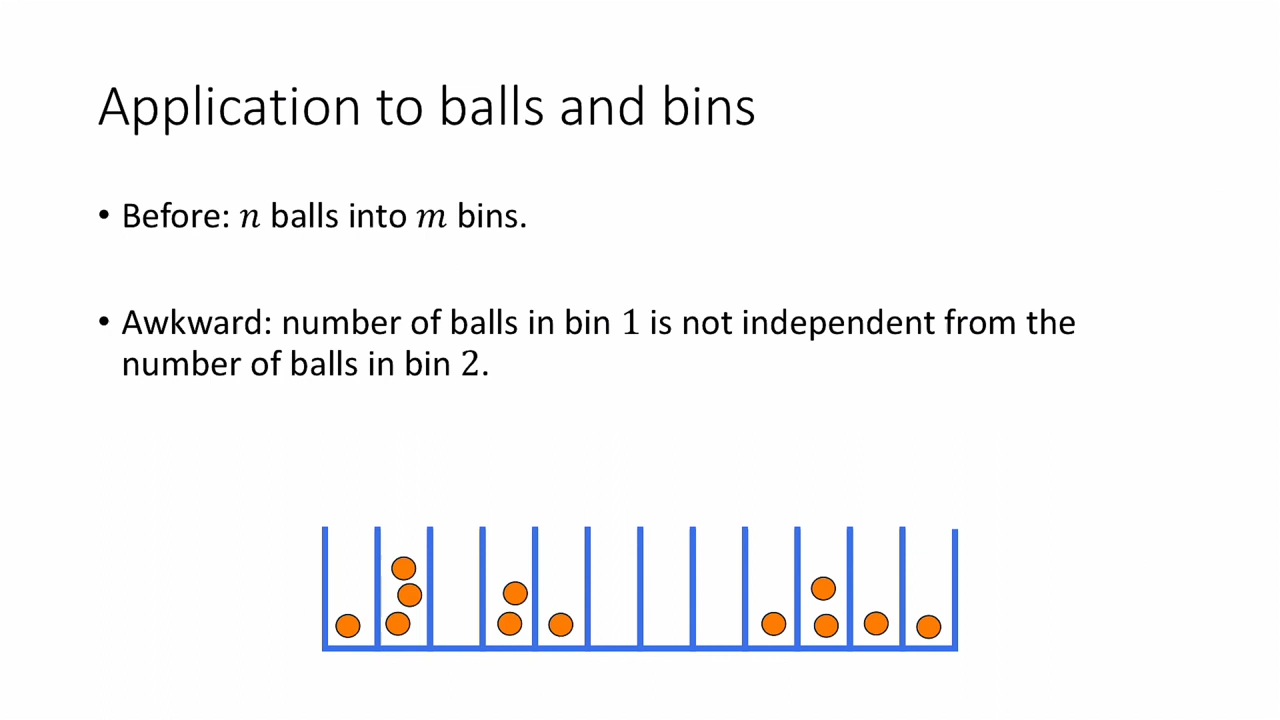 Application to balls and bins
• Before: n balls into m bins.
• Awkward: number of balls in bin 1 is not independent from the
number of balls in bin 2.